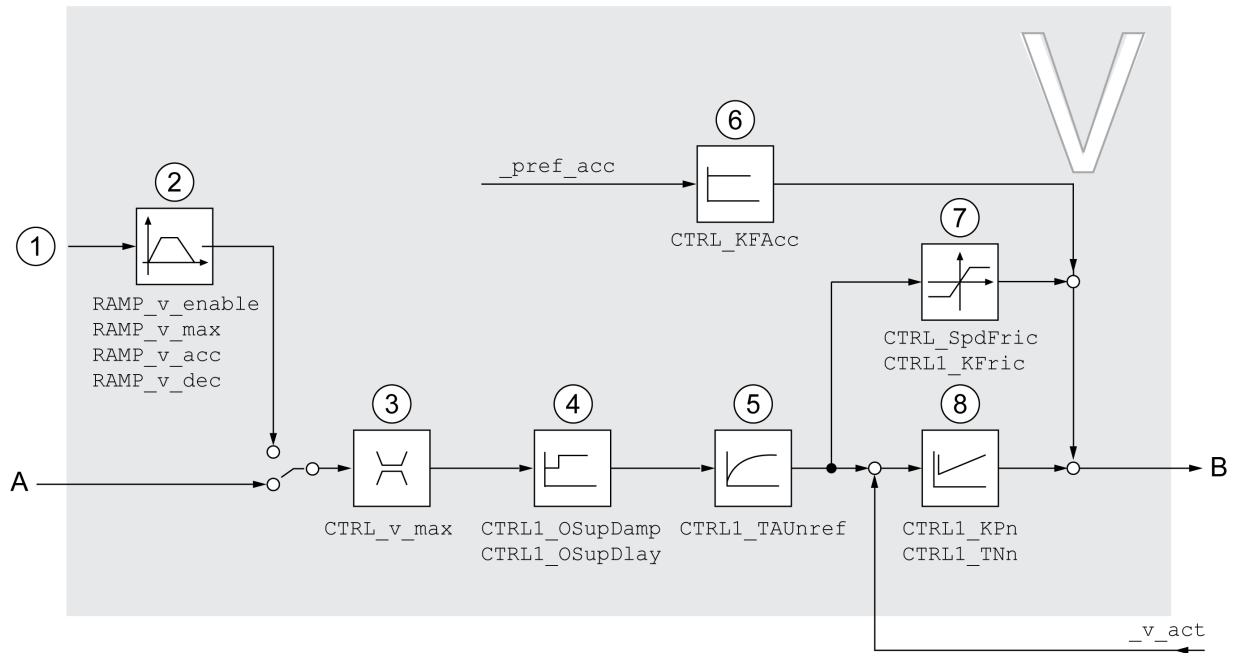 V
6
_pref_acc
CTRL_KFAcc
2
1
RAMP_v_enable
RAMP_v_max
RAMP_v_acc
RAMP_v_dec
7
CTRL_SpdFric
CTRL1_KFric
3
4
5
8
A
B
CTRL_v_max
CTRL1_OSupDamp
CTRL1_OSupDlay
CTRL1_TAUnref
CTRL1_KPn
CTRL1_TNn
_v_act